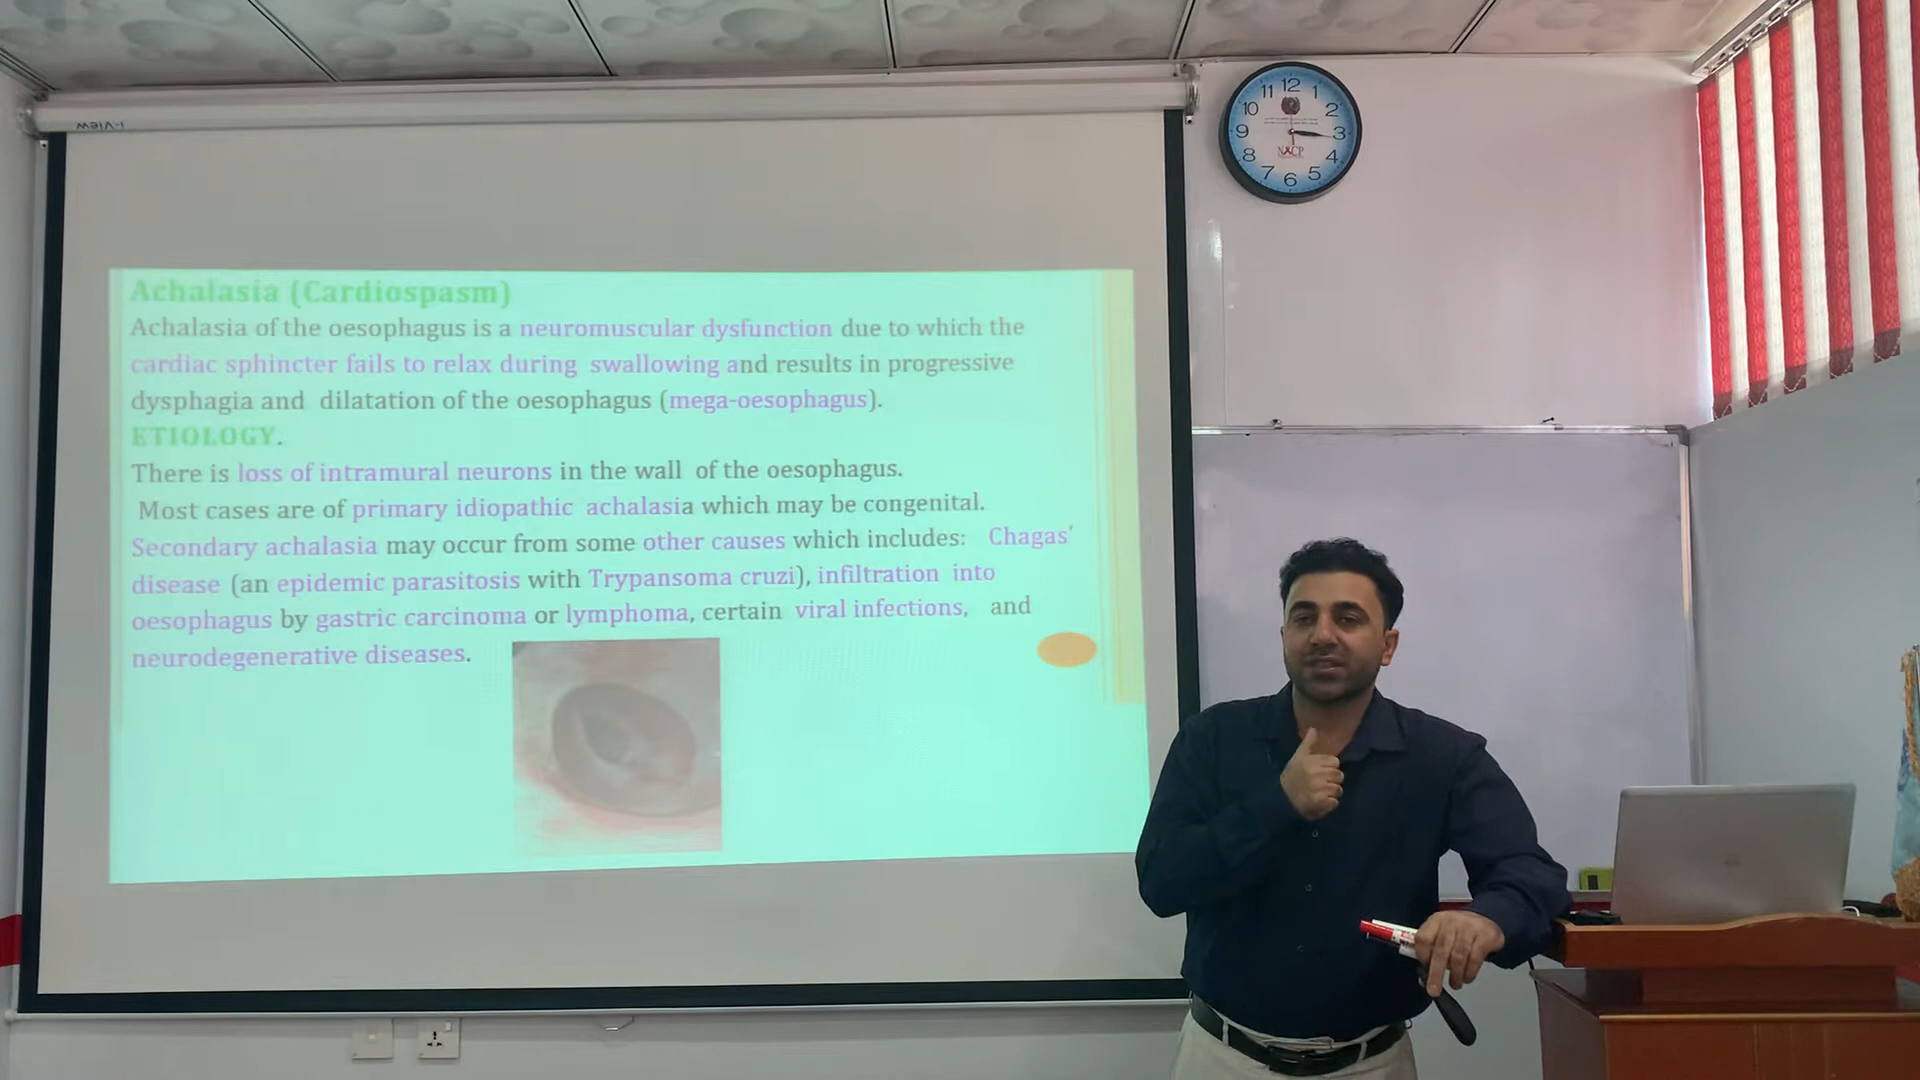 I-VIEW
Achalasia (Cardiospasm)
Achalasia of the oesophagus is a neuromuscular dysfunction due to which the
cardiac sphincter fails to relax during swallowing and results in progressive
dysphagia and dilatation of the oesophagus (mega-oesophagus).
ETIOLOGY.
There is loss of intramural neurons in the wall of the oesophagus.
Most cases are of primary idiopathic achalasia which may be congenital.
Secondary achalasia may occur from some other causes which includes: Chagas'
disease (an epidemic parasitosis with Trypansoma cruzi), infiltration into
oesophagus by gastric carcinoma or lymphoma, certain viral infections, and
neurodegenerative diseases.
12
1
2
3
4
5
6
7
8
9
10
11
NACP